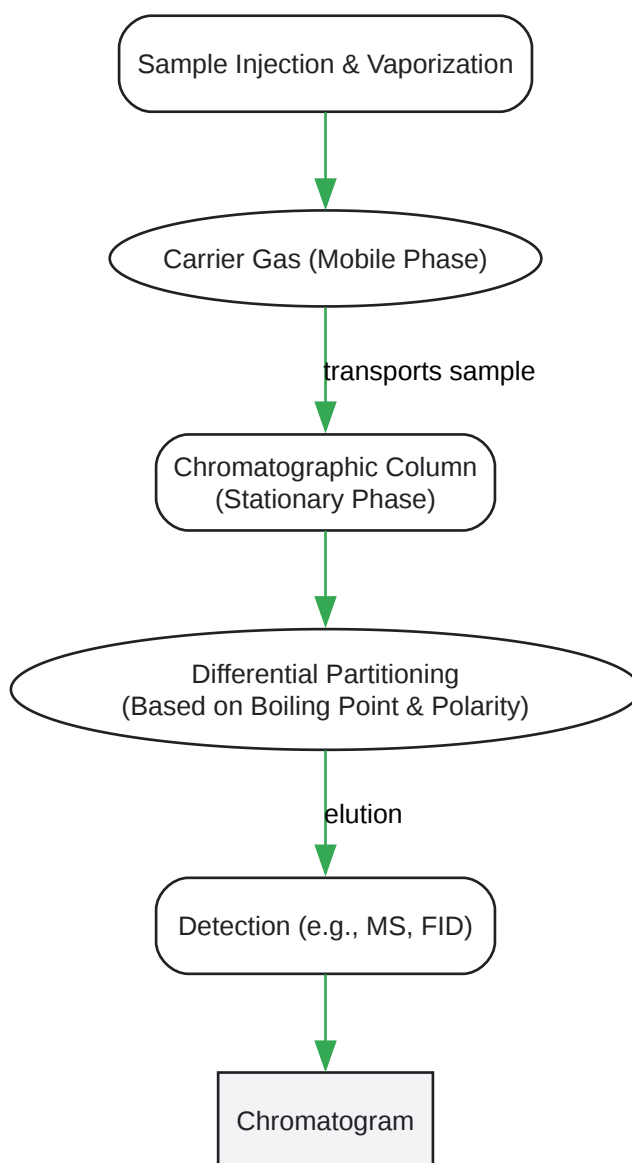 Sample Injection & Vaporization
Carrier Gas (Mobile Phase)
transports sample
Chromatographic Column
(Stationary Phase)
Differential Partitioning
(Based on Boiling Point & Polarity)
elution
Detection (e.g., MS, FID)
Chromatogram